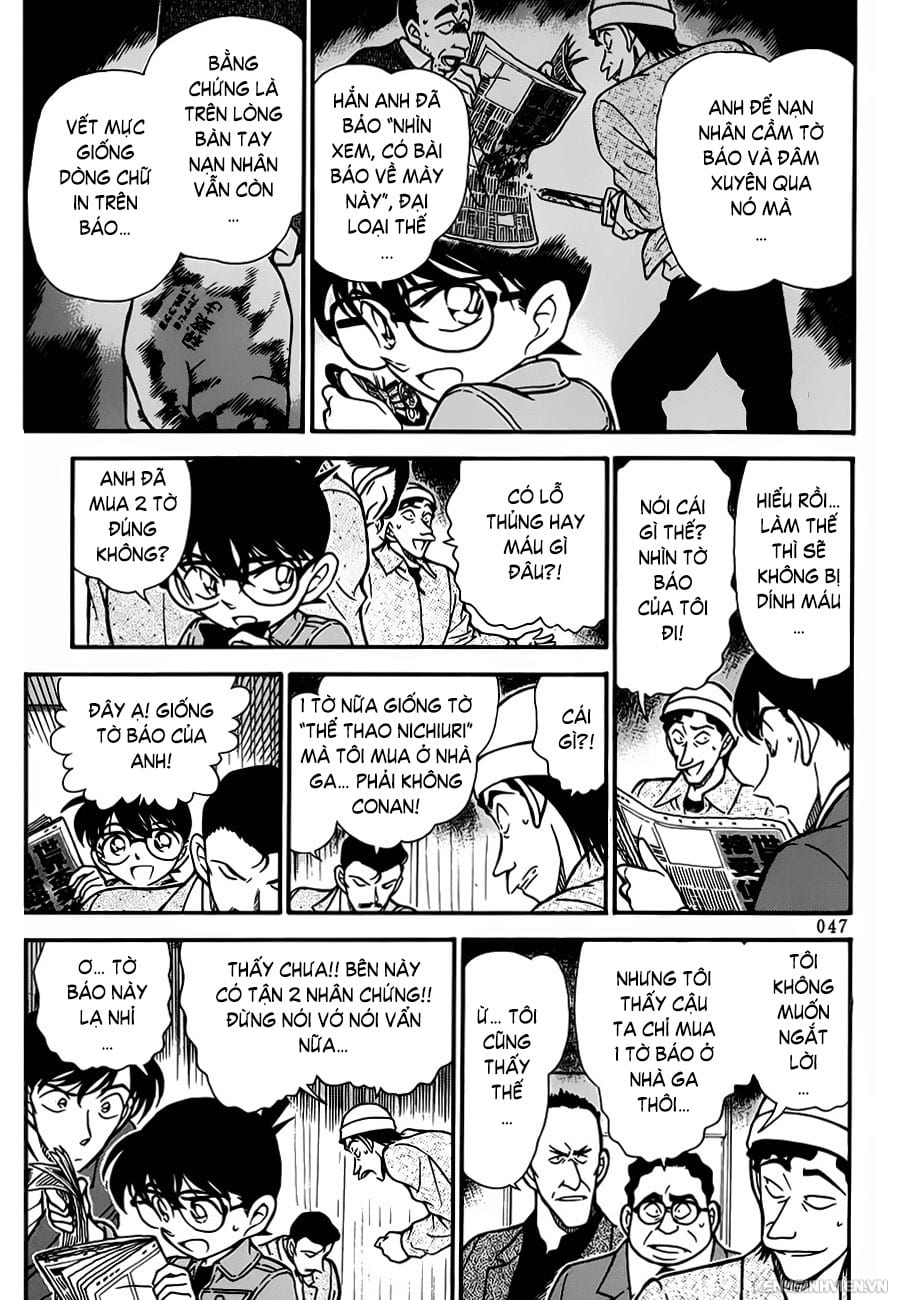 ANH ĐỂ NẠN
NHÂN CẦM TỜ
BÁO VÀ ĐÂM
XUYÊN QUA
NÓ MÀ
...
HẲN ANH ĐÃ
BẢO “NHÌN
XEM, CÓ BÀI
BÁO VỀ MÀY
NÀY”, ĐẠI
LOẠI THẾ
...
BẰNG
CHỨNG LÀ
TRÊN LÒNG
BÀN TAY
NẠN NHÂN
VẪN CÒN
...
VẾT MỰC
GIỐNG
DÒNG CHỮ
IN TRÊN
BÁO...
HIỂU RỒI...
LÀM THẾ
THÌ SẼ
KHÔNG BỊ
DÍNH MÁU
...
NÓI CÁI
GÌ THẾ?
NHÌN TỜ
BÁO
CỦA TÔI
ĐI!
CÓ LỖ
THỦNG HAY
MÁU GÌ
ĐÂU?!
ANH ĐÃ
MUA 2 TỜ
ĐÚNG
KHÔNG?
CÁI
GÌ?!
1 TỜ NỮA GIỐNG TỜ
“THỂ THAO NICHIURI”
MÀ TÔI MUA Ở NHÀ
GA... PHẢI KHÔNG
CONAN!
ĐÂY Ạ! GIỐNG
TỜ BÁO CỦA
ANH!
047
TÔI
KHÔNG
MUỐN
NGẮT
LỜI
...
NHƯNG TÔI
THẤY CẬU
TA CHỈ MUA
1 TỜ BÁO Ở
NHÀ GA
THÔI...
Ừ... TÔI
CŨNG
THẤY
THẾ
THẤY CHƯA!! BÊN NÀY
CÓ TẬN 2 NHÂN CHỨNG!!
ĐỪNG NÓI VỚ NÓI VẨN
NỮA...
Ơ... TỜ
BÁO NÀY
LẠ NHỈ
...